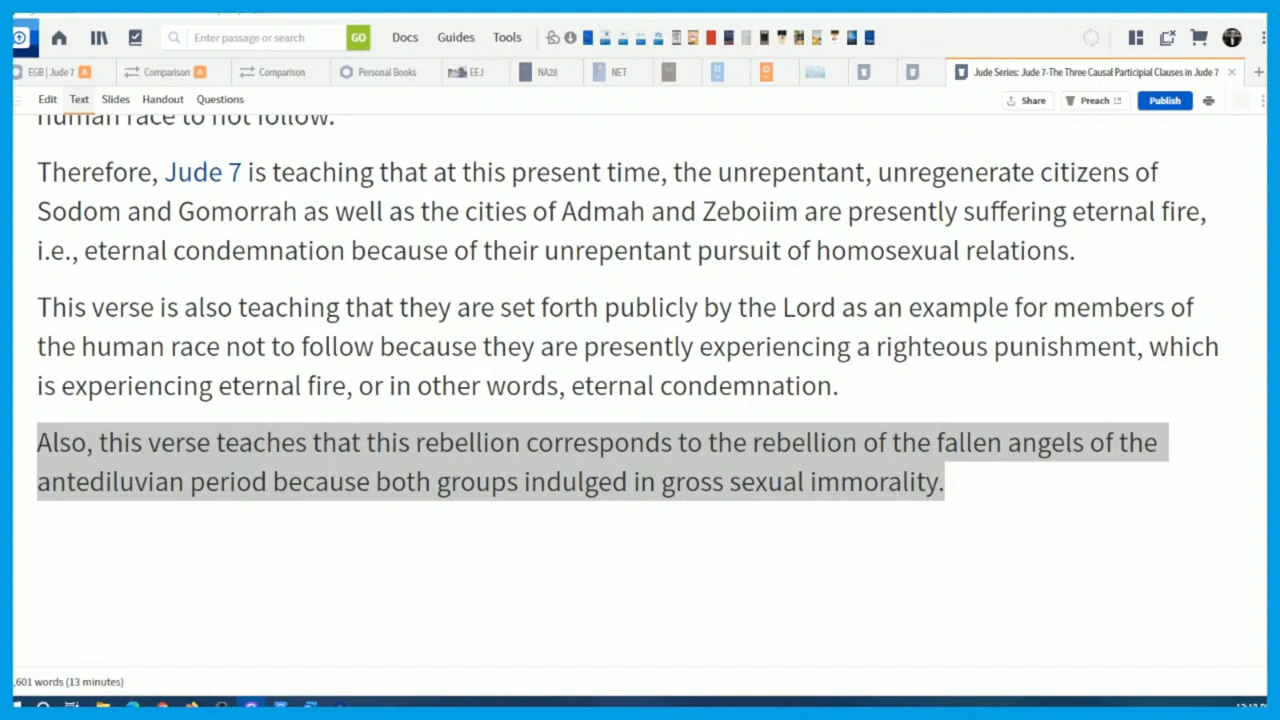 Enter passage or search
GO
Docs
Guides
Tools
EGB | Jude 7 A
Comparison A
Comparison
Personal Books
EEJ
NA28
NET
Jude Series: Jude 7-The Three Causal Participial Clauses in Jude 7
Edit
Text
Slides
Handout
Questions
Share
Preach
Publish
human race to not follow.
Therefore, Jude 7 is teaching that at this present time, the unrepentant, unregenerate citizens of
Sodom and Gomorrah as well as the cities of Admah and Zeboiim are presently suffering eternal fire,
i.e., eternal condemnation because of their unrepentant pursuit of homosexual relations.
This verse is also teaching that they are set forth publicly by the Lord as an example for members of
the human race not to follow because they are presently experiencing a righteous punishment, which
is experiencing eternal fire, or in other words, eternal condemnation.
Also, this verse teaches that this rebellion corresponds to the rebellion of the fallen angels of the
antediluvian period because both groups indulged in gross sexual immorality.
,601 words (13 minutes)